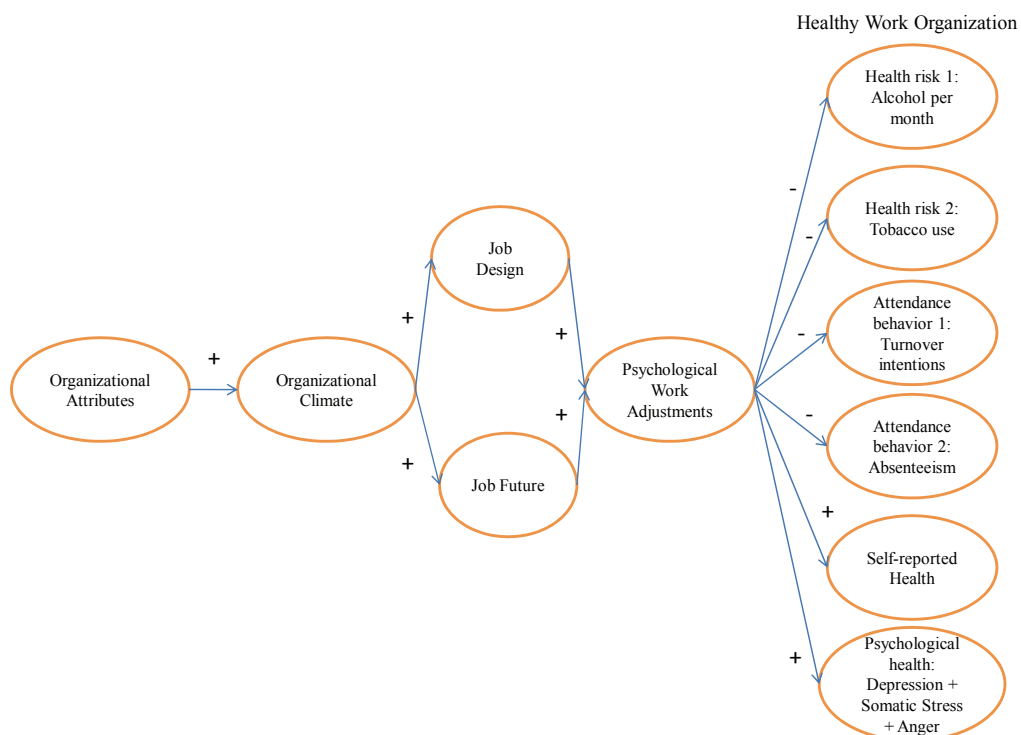 Healthy Work Organization
Health risk 1:
Alcohol per
month
-
Health risk 2:
Tobacco use
-
Job
Design
Attendance
behavior 1:
Turnover
intentions
-
+
+
+
Organizational
Attributes
Organizational
Climate
Psychological
Work
Adjustments
-
+
+
Attendance
behavior 2:
Absenteeism
Job Future
+
Self-reported
Health
+
Psychological
health:
Depression +
Somatic Stress
+ Anger